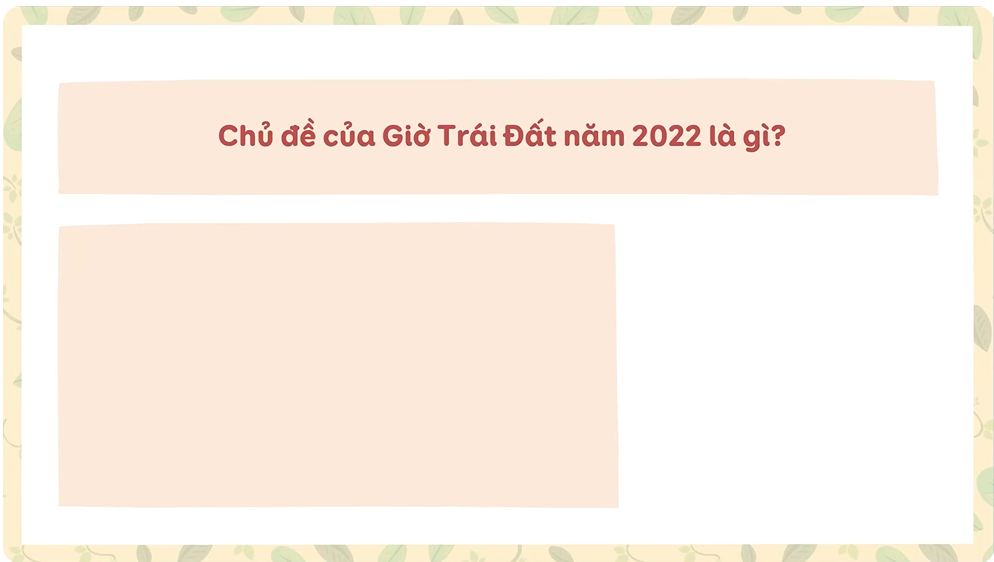 Chủ đề của Giờ Trái Đất năm 2022 là gì?